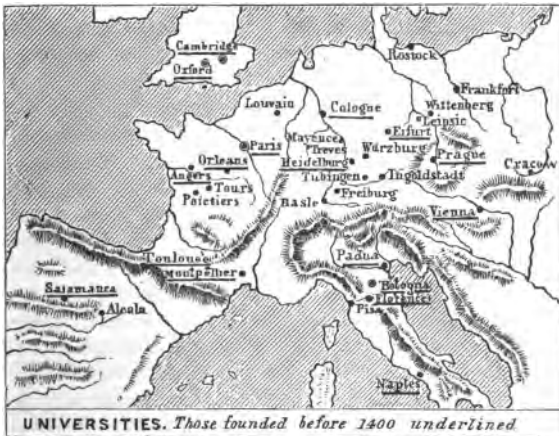 Cambridge
Oxford
Rostock
Frankfort
Louvain
Cologne
Wittenberg
Leipsic
Erfurt
Mayence
Treves
Paris
Wurzburg
Heidelburg
Prague
Cracow
Orleans
Angers
Tubingen
Ingoldstadt
Tours
Poictiers
Freiburg
Basle
Vienna
Toulouse
Montpellier
Padua
Bologna
Florence
Salamanca
Alcala
Pisa
Naples
UNIVERSITIES. Those founded before 1400 underlined